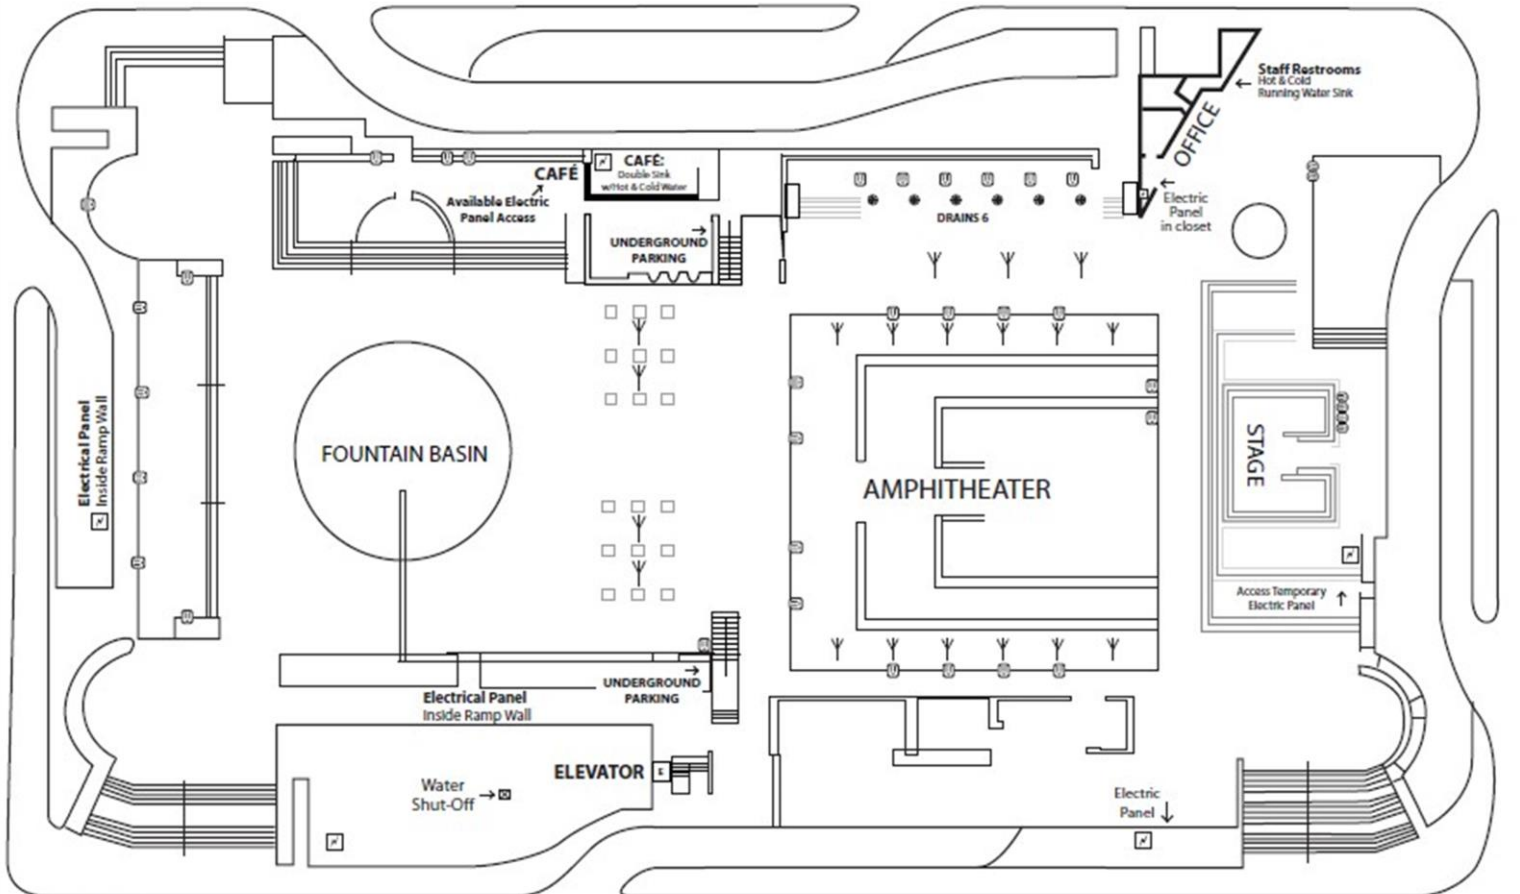 Staff Restrooms
Hot & Cold
Running Water Sink
OFFICE
CAFÉ:
Double Sink
w/Hot & Cold Water
CAFÉ
Available Electric
Panel Access
Electric
Panel
in closet
DRAINS 6
UNDERGROUND
PARKING
Electrical Panel
Inside Ramp Wall
FOUNTAIN BASIN
AMPHITHEATER
STAGE
Access Temporary
Electric Panel
UNDERGROUND
PARKING
Electrical Panel
Inside Ramp Wall
ELEVATOR
E
Water
Shut-Off
Electric
Panel